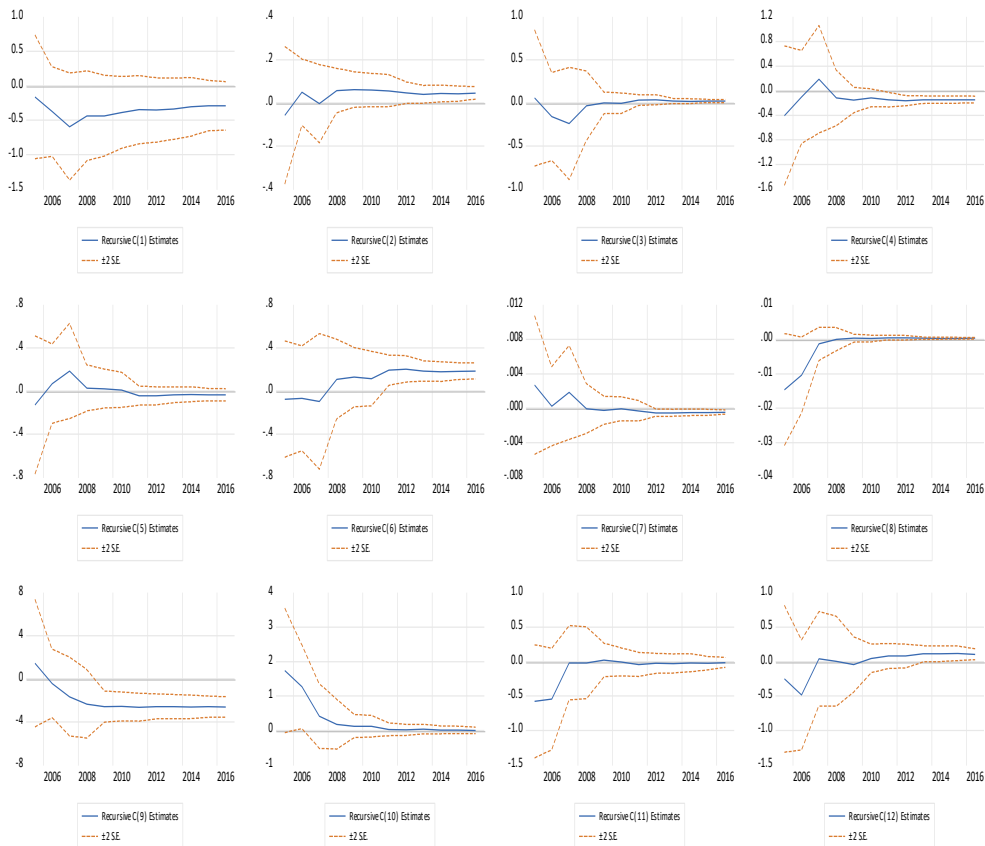 1.0
0.5
0.0
-0.5
-1.0
-1.5
2006 2008 2010 2012 2014 2016
Recursive C(1) Estimates
±2 S.E.
.4
.2
.0
-.2
-.4
2006 2008 2010 2012 2014 2016
Recursive C(2) Estimates
±2 S.E.
1.0
0.5
0.0
-0.5
-1.0
2006 2008 2010 2012 2014 2016
Recursive C(3) Estimates
±2 S.E.
1.2
0.8
0.4
0.0
-0.4
-0.8
-1.2
-1.6
2006 2008 2010 2012 2014 2016
Recursive C(4) Estimates
±2 S.E.
.8
.4
.0
-.4
-.8
2006 2008 2010 2012 2014 2016
Recursive C(5) Estimates
±2 S.E.
.8
.4
.0
-.4
-.8
2006 2008 2010 2012 2014 2016
Recursive C(6) Estimates
±2 S.E.
.012
.008
.004
.000
-.004
-.008
2006 2008 2010 2012 2014 2016
Recursive C(7) Estimates
±2 S.E.
.01
.00
-.01
-.02
-.03
-.04
2006 2008 2010 2012 2014 2016
Recursive C(8) Estimates
±2 S.E.
8
4
0
-4
-8
2006 2008 2010 2012 2014 2016
Recursive C(9) Estimates
±2 S.E.
4
3
2
1
0
-1
2006 2008 2010 2012 2014 2016
Recursive C(10) Estimates
±2 S.E.
1.0
0.5
0.0
-0.5
-1.0
-1.5
2006 2008 2010 2012 2014 2016
Recursive C(11) Estimates
±2 S.E.
1.0
0.5
0.0
-0.5
-1.0
-1.5
2006 2008 2010 2012 2014 2016
Recursive C(12) Estimates
±2 S.E.